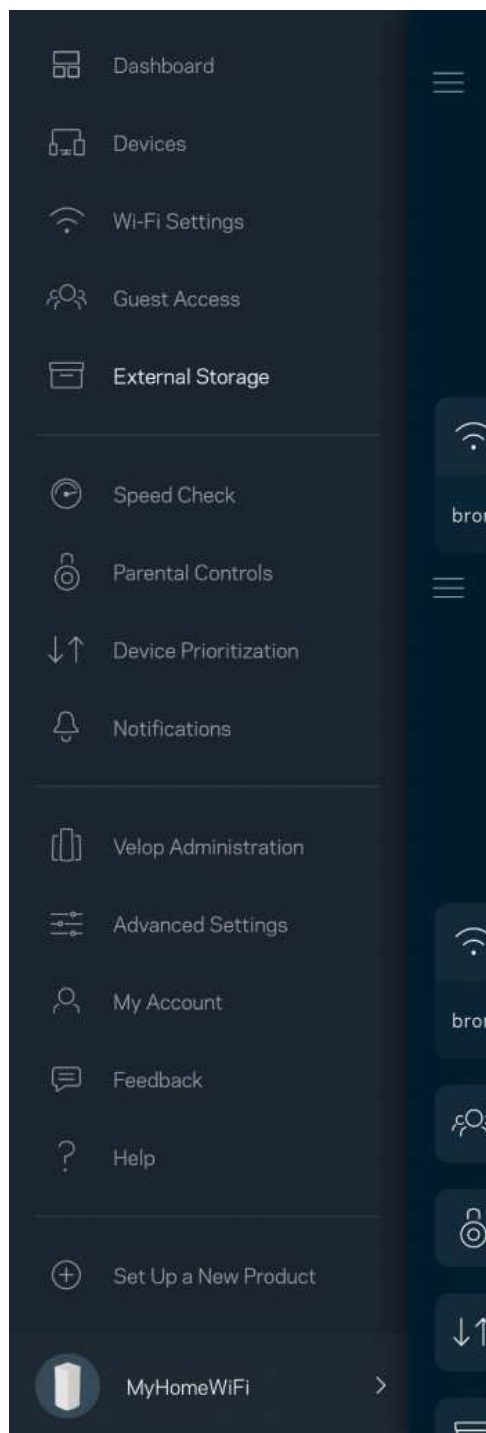 Dashboard
Devices
Wi-Fi Settings
Guest Access
External Storage
Speed Check
Parental Controls
Device Prioritization
Notifications
Velop Administration
Advanced Settings
My Account
Feedback
Help
Set Up a New Product
MyHomeWiFi